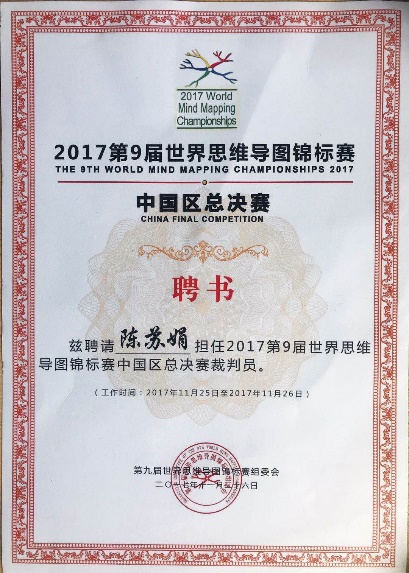 2017 World
Mind Mapping
Championships
2017第9届世界思维导图锦标赛
THE 9TH WORLD MIND MAPPING CHAMPIONSHIPS 2017
中国区总决赛
CHINA FINAL COMPETITION
聘书
兹聘请 陈苏娟 担任2017第9届世界思维
导图锦标赛中国区总决赛裁判员。
（工作时间：2017年11月25日至2017年11月26日）
第九届世界思维导图锦标赛组委会
二〇一七年十一月二十六日